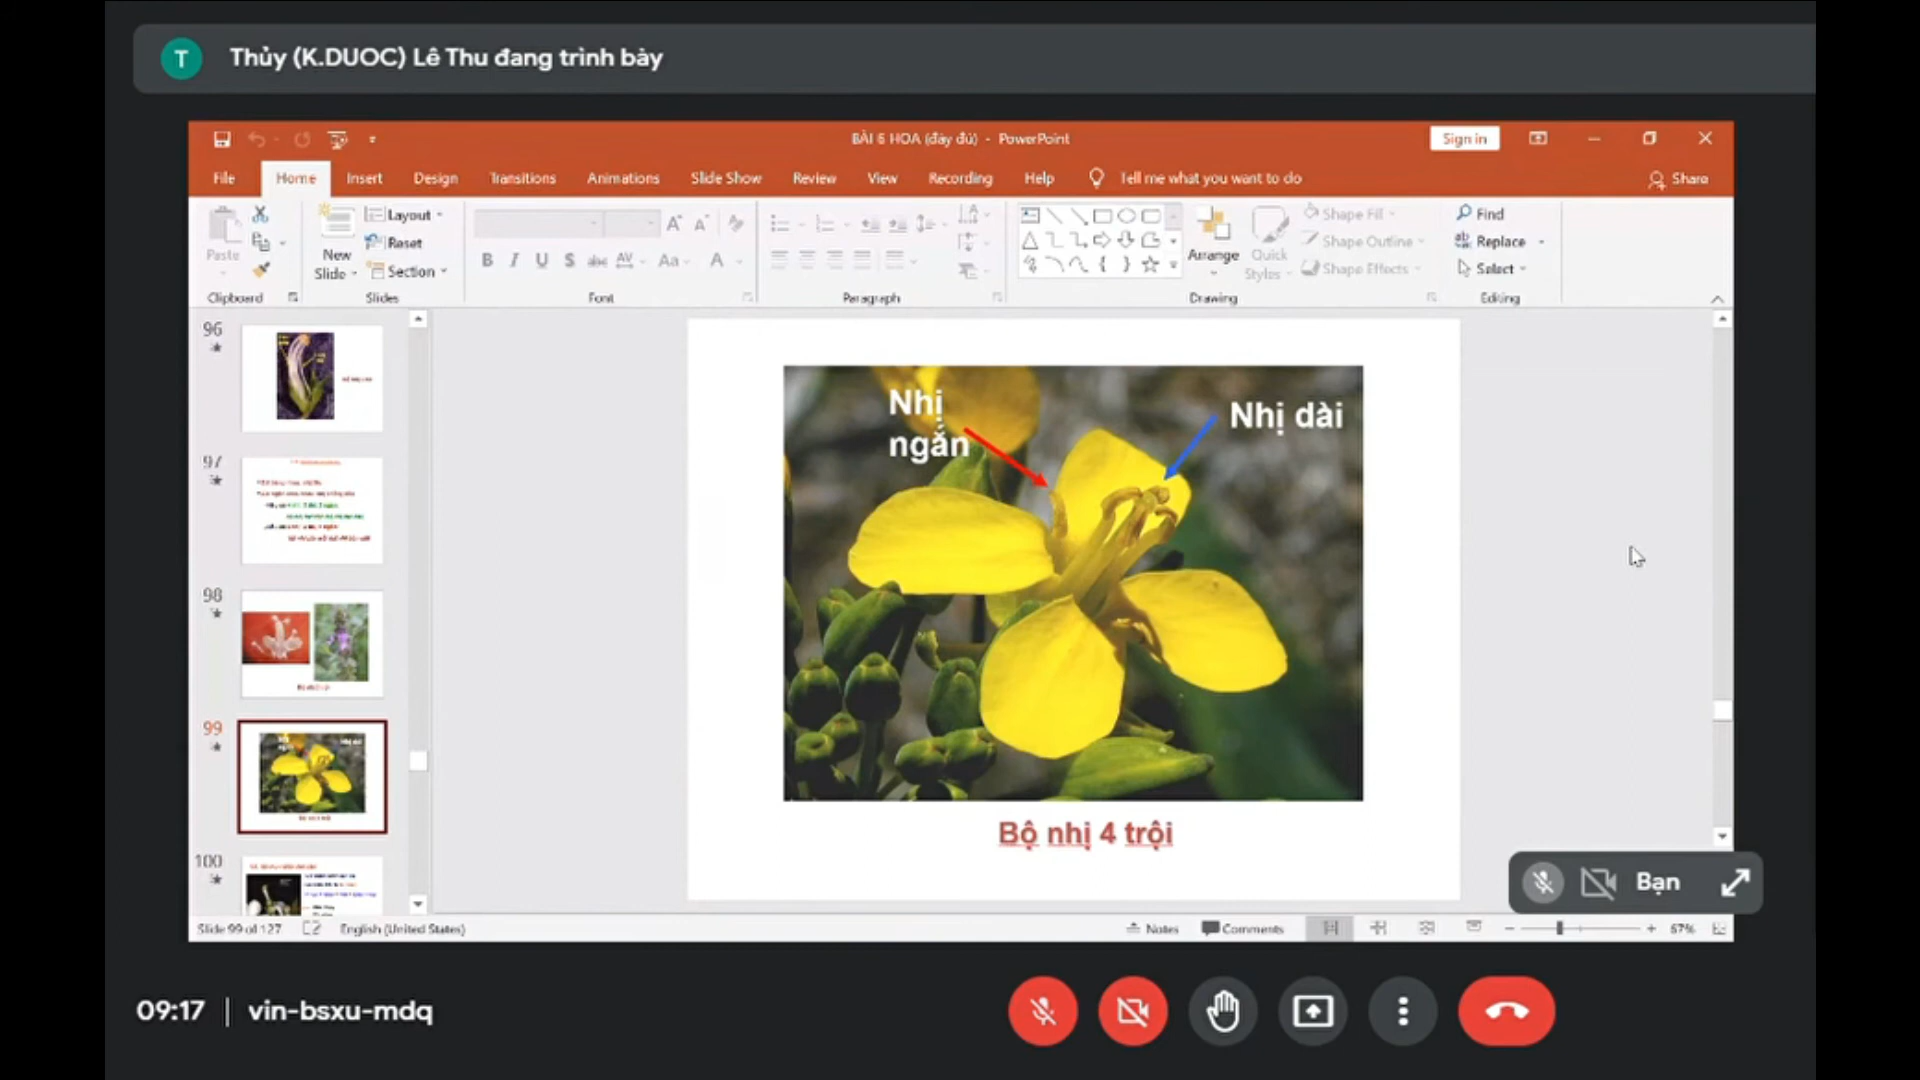 T
Thủy (K.DUOC) Lê Thu đang trình bày
BÀI 6 HOA (đầy đủ) - PowerPoint
Sign in
File Home Insert Design Transitions Animations Slide Show Review View Recording Help Tell me what you want to do Share
Paste
New
Slide
Layout
Reset
Section
B I U S abc AV Aa A
Arrange
Quick
Styles
Shape Fill
Shape Outline
Shape Effects
Find
Replace
Select
Clipboard Slides Font Paragraph Drawing Editing
96
97
98
99
100
Nhị
ngắn
Nhị dài
Bộ nhị 4 trội
Bạn
Slide 99 of 127 English (United States) Notes Comments 67%
09:17 | vin-bsxu-mdq